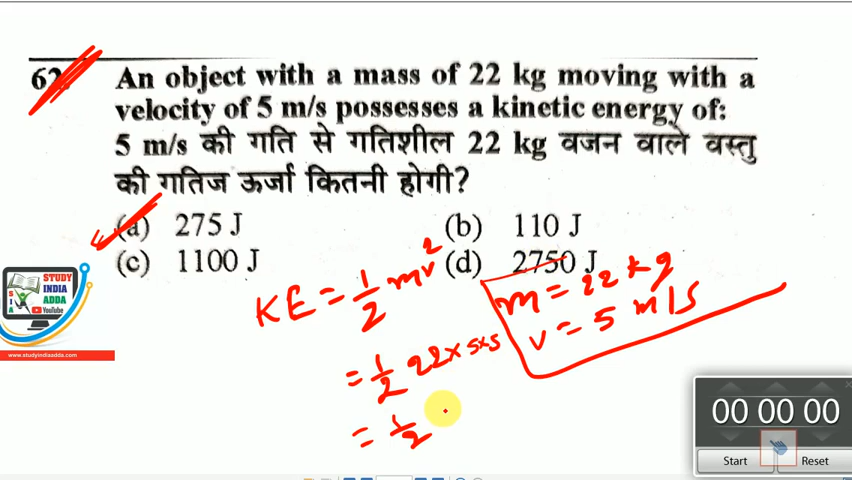 62. An object with a mass of 22 kg moving with a
velocity of 5 m/s possesses a kinetic energy of:
5 m/s की गति से गतिशील 22 kg वजन वाले वस्तु
की गतिज ऊर्जा कितनी होगी?
(a) 275 J (b) 110 J
(c) 1100 J (d) 2750 J
KE = 1/2 mv²
m = 22 kg
v = 5 m/s
= 1/2 22 × 5×5
= 1/2
STUDY
INDIA
ADDA
SIA
YouTube
www.studyindiaadda.com
00 00 00
Start Reset